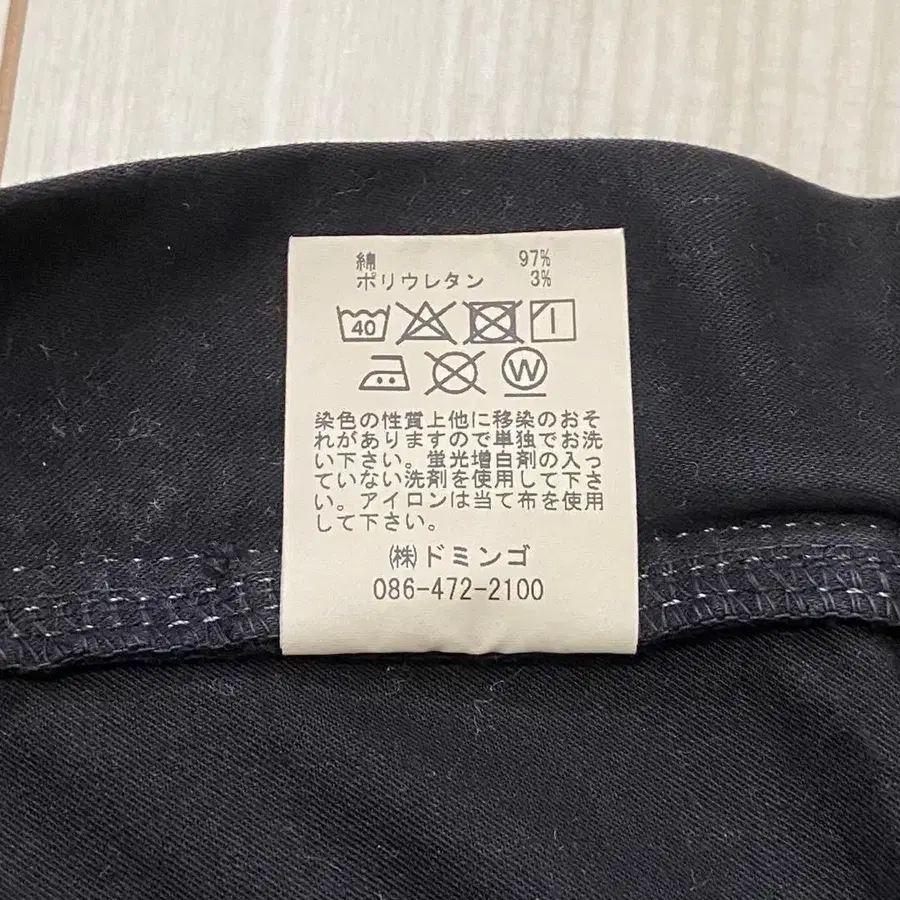 綿 97%
ポリウレタン 3%
40
W
染色の性質上他に移染のおそ
れがありますので単独でお洗
い下さい。蛍光増白剤の入っ
ていない洗剤を使用して下さ
い。アイロンは当て布を使用
して下さい。
㈱ドミンゴ
086-472-2100